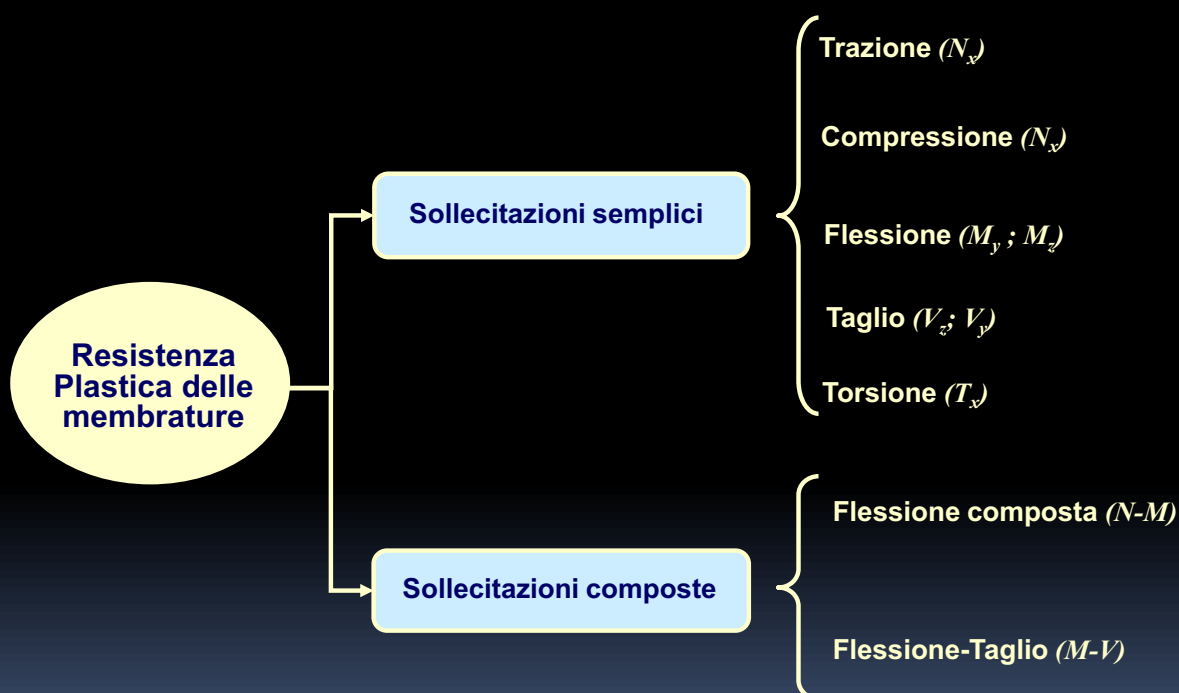 Resistenza
Plastica delle
membrature
Sollecitazioni semplici
Trazione (Nx)
Compressione (Nx)
Flessione (My ; Mz)
Taglio (Vz; Vy)
Torsione (Tx)
Sollecitazioni composte
Flessione composta (N-M)
Flessione-Taglio (M-V)